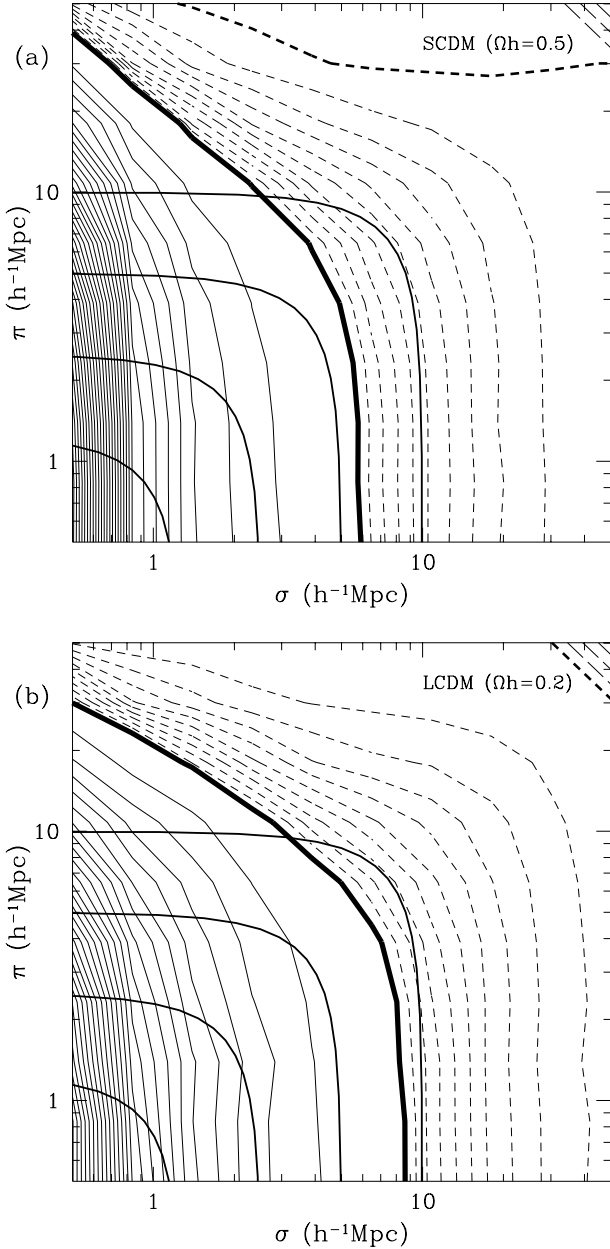 (a)
SCDM (Ωh=0.5)
10
1
π (h⁻¹Mpc)
1
10
σ (h⁻¹Mpc)
(b)
LCDM (Ωh=0.2)
10
1
π (h⁻¹Mpc)
1
10
σ (h⁻¹Mpc)